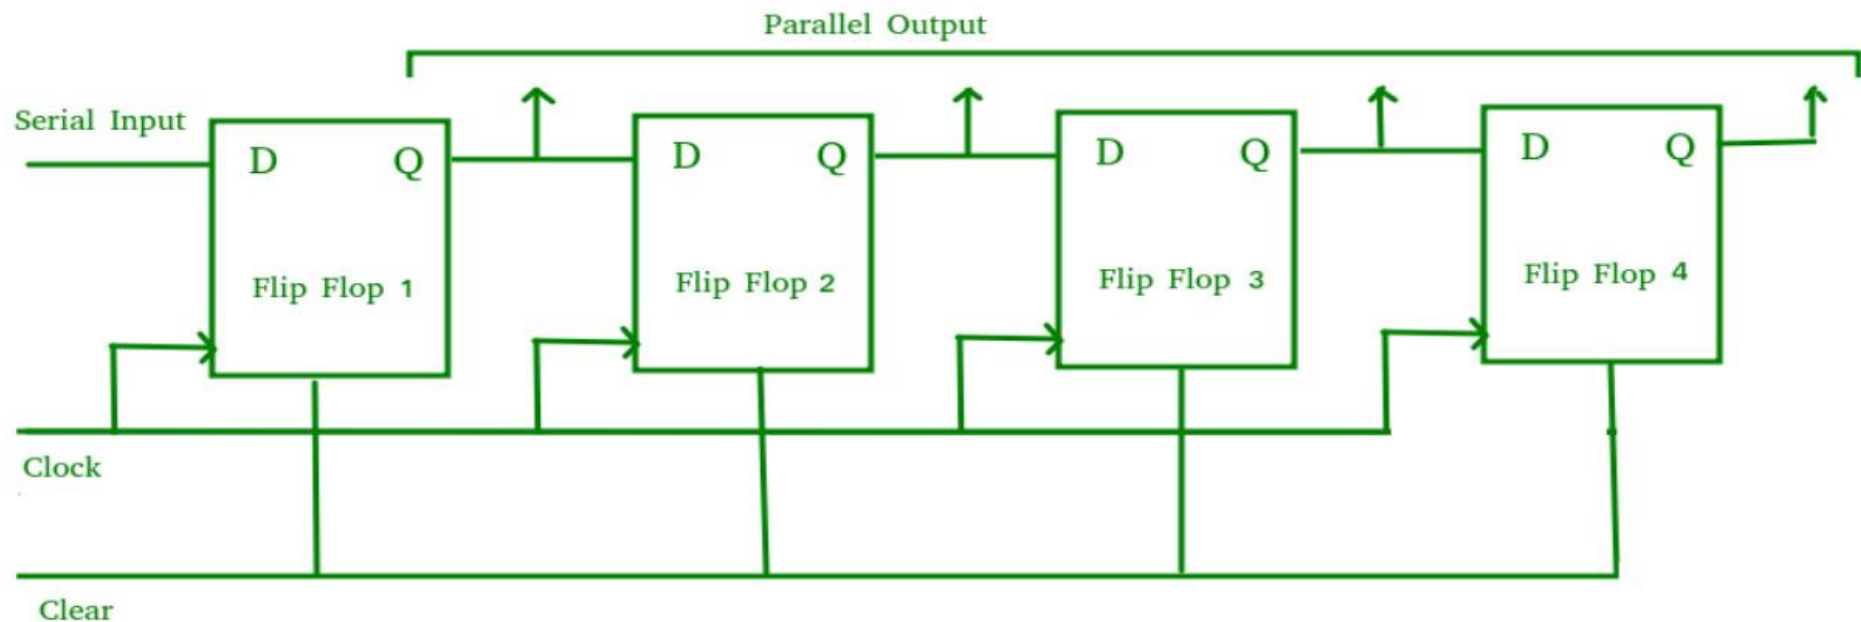 Parallel Output
Serial Input
D Q
D Q
D Q
D Q
Flip Flop 1
Flip Flop 2
Flip Flop 3
Flip Flop 4
Clock
Clear